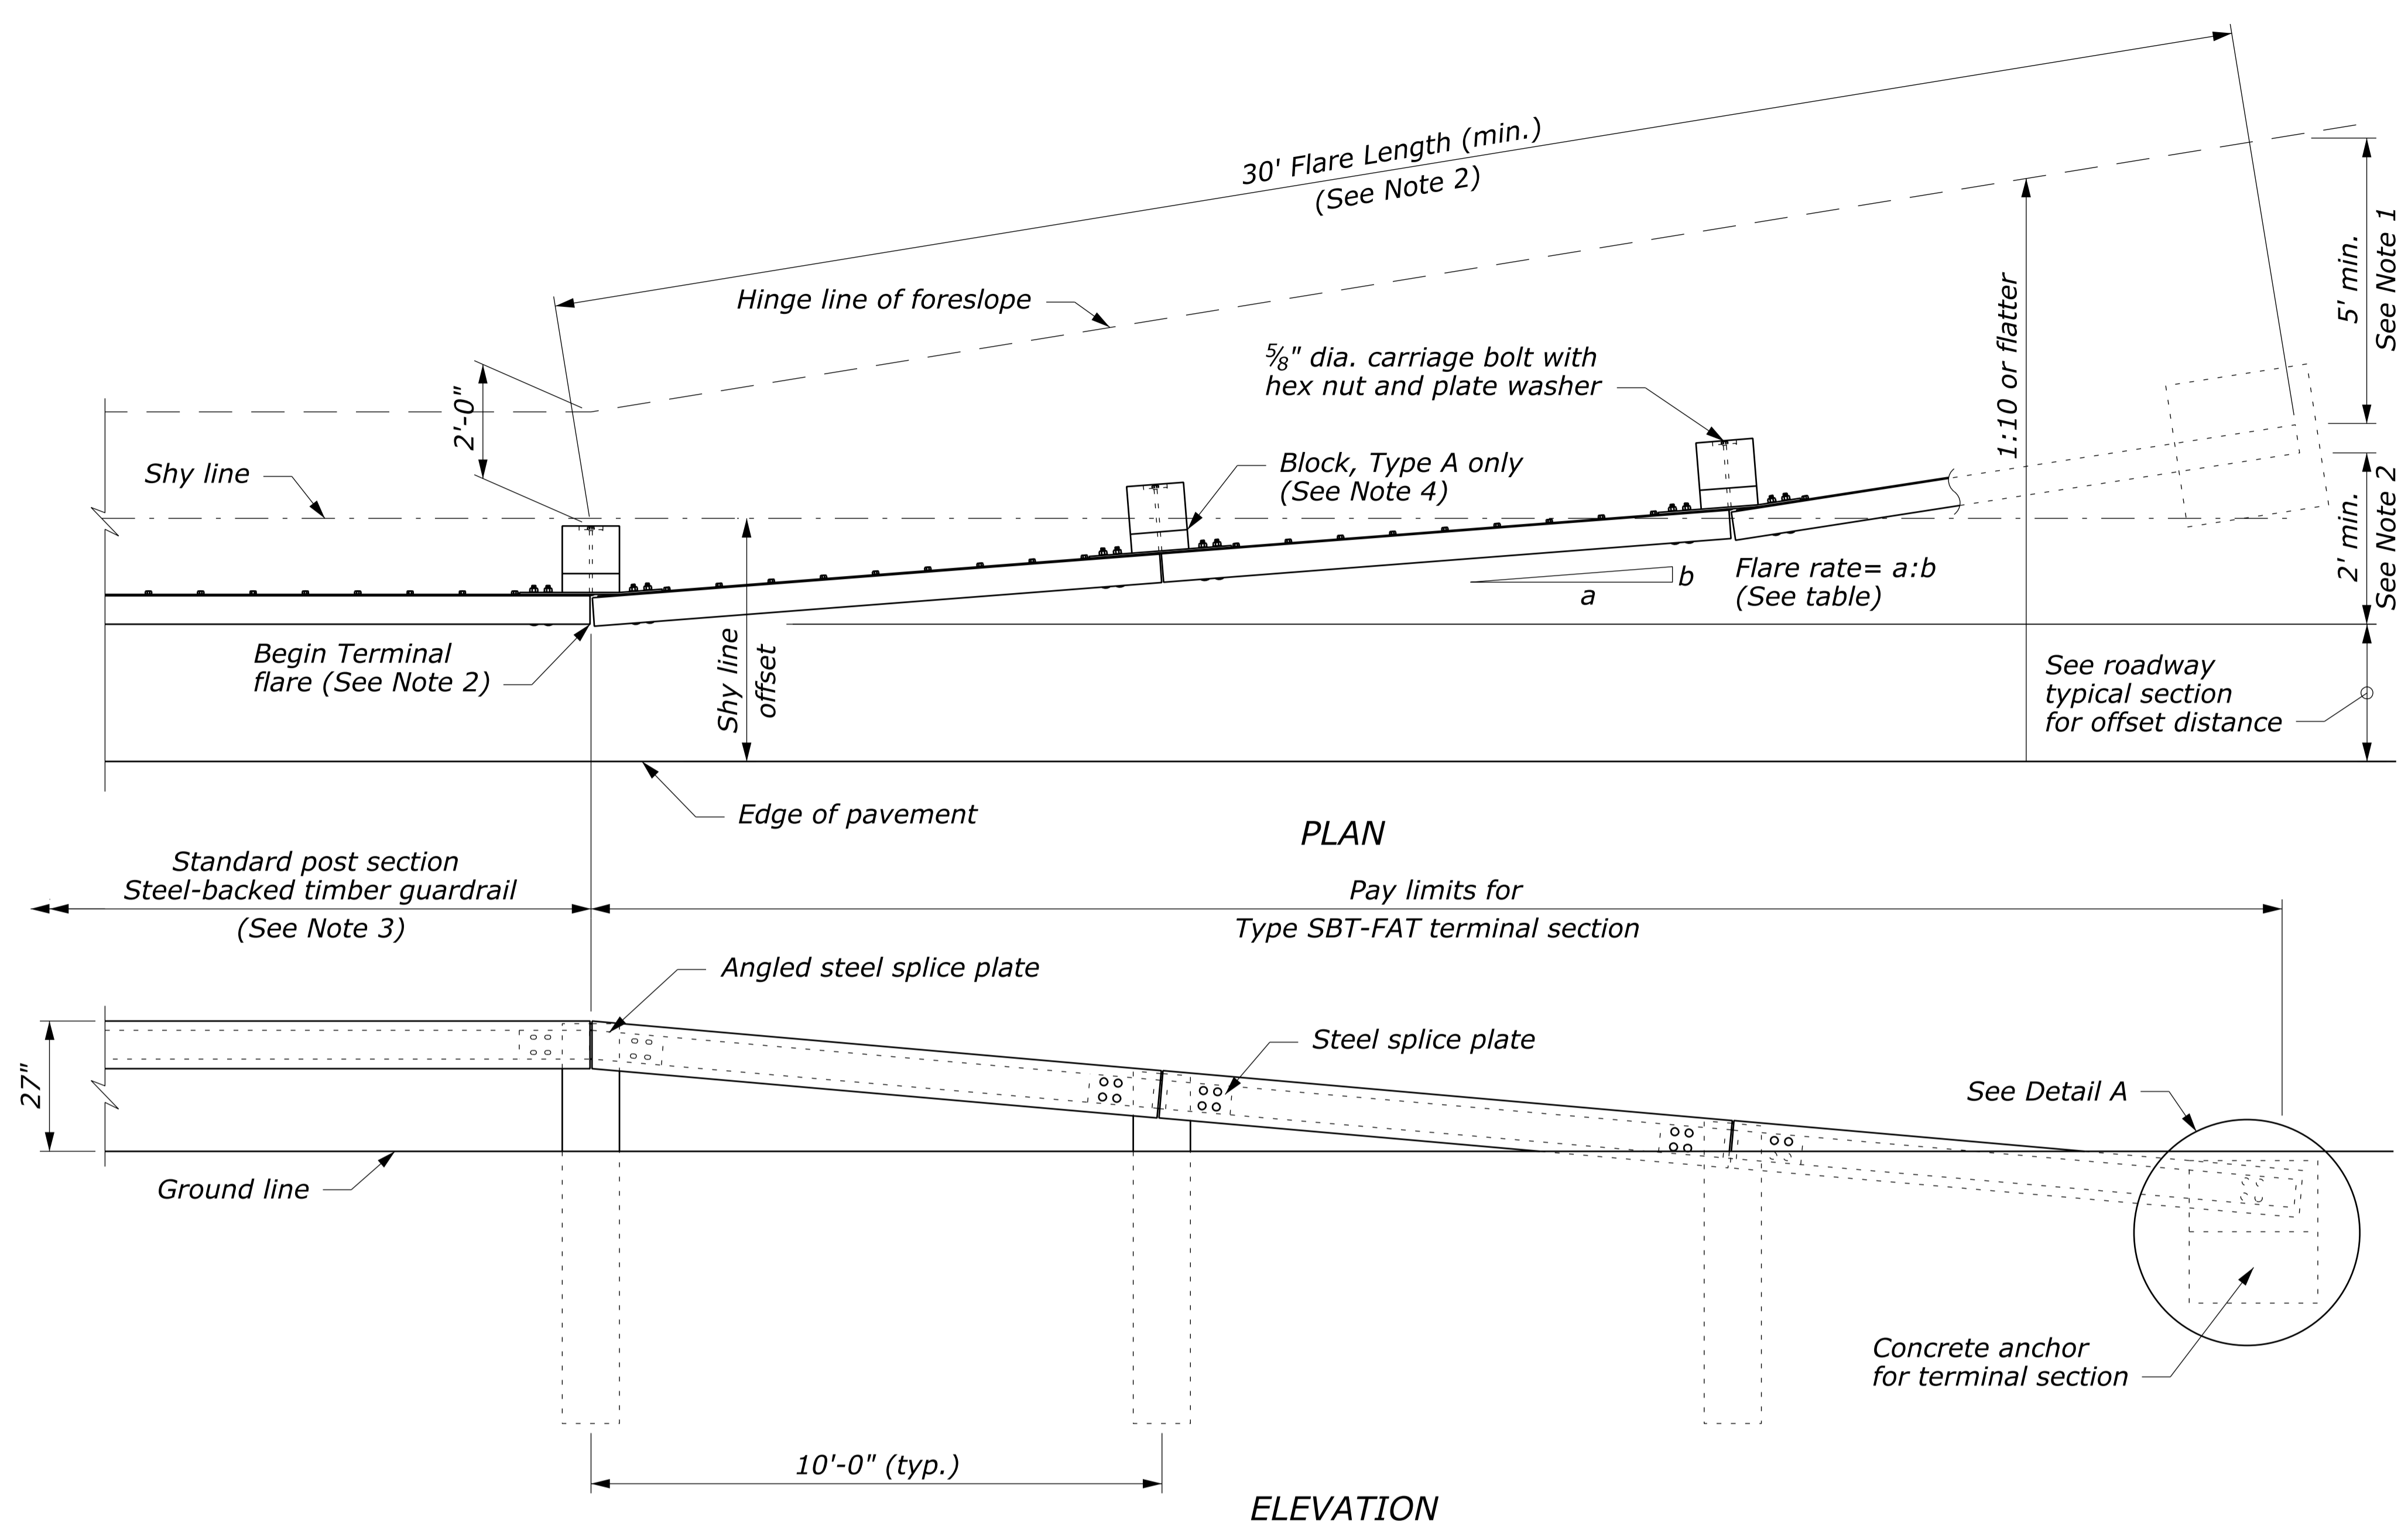 30' Flare Length (min.)
(See Note 2)
Hinge line of foreslope
5' min.
See Note 1
1:10 or flatter
⅝" dia. carriage bolt with
hex nut and plate washer
2'-0"
Shy line
Block, Type A only
(See Note 4)
2' min.
See Note 2
b
a
Flare rate= a:b
(See table)
Begin Terminal
flare (See Note 2)
Shy line
offset
See roadway
typical section
for offset distance
Edge of pavement
PLAN
Standard post section
Steel-backed timber guardrail
(See Note 3)
Pay limits for
Type SBT-FAT terminal section
Angled steel splice plate
Steel splice plate
27"
See Detail A
Ground line
Concrete anchor
for terminal section
10'-0" (typ.)
ELEVATION